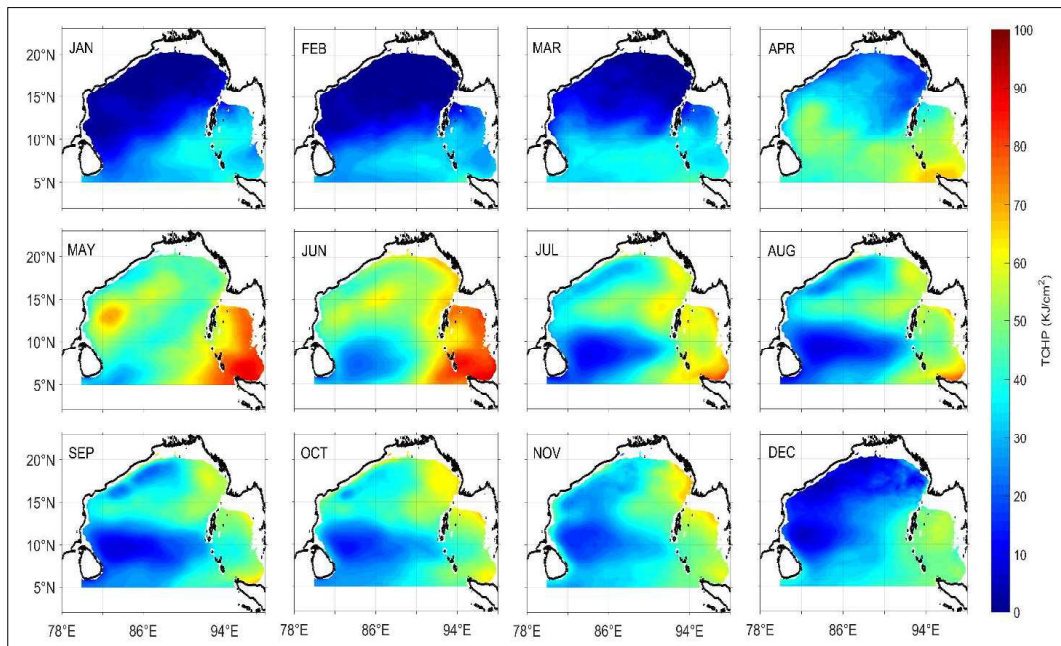 JAN
FEB
MAR
APR
20°N
15°N
10°N
5°N
MAY
JUN
JUL
AUG
20°N
15°N
10°N
5°N
SEP
OCT
NOV
DEC
20°N
15°N
10°N
5°N
78°E 86°E 94°E 78°E 86°E 94°E 78°E 86°E 94°E 78°E 86°E 94°E
100
90
80
70
60
50
40
30
20
10
0
TCHP (KJ/cm²)